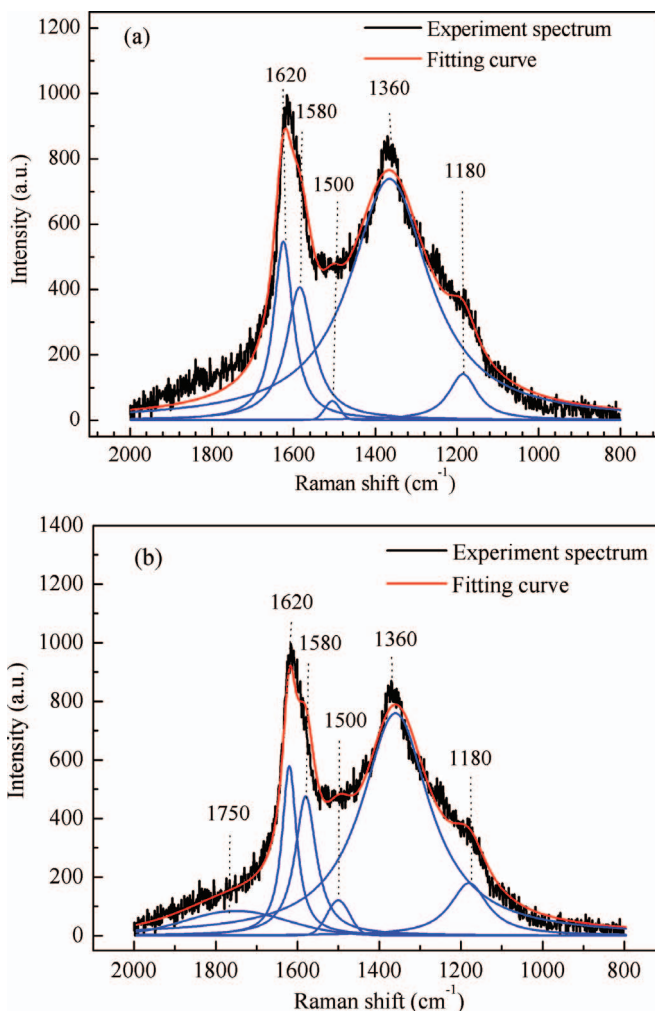 (a)
Experiment spectrum
Fitting curve
1620
1580
1500
1360
1180
1200
1000
800
600
400
200
0
Intensity (a.u.)
2000 1800 1600 1400 1200 1000 800
Raman shift (cm⁻¹)
(b)
Experiment spectrum
Fitting curve
1620
1580
1500
1360
1180
1750
1400
1200
1000
800
600
400
200
0
Intensity (a.u.)
2000 1800 1600 1400 1200 1000 800
Raman shift (cm⁻¹)